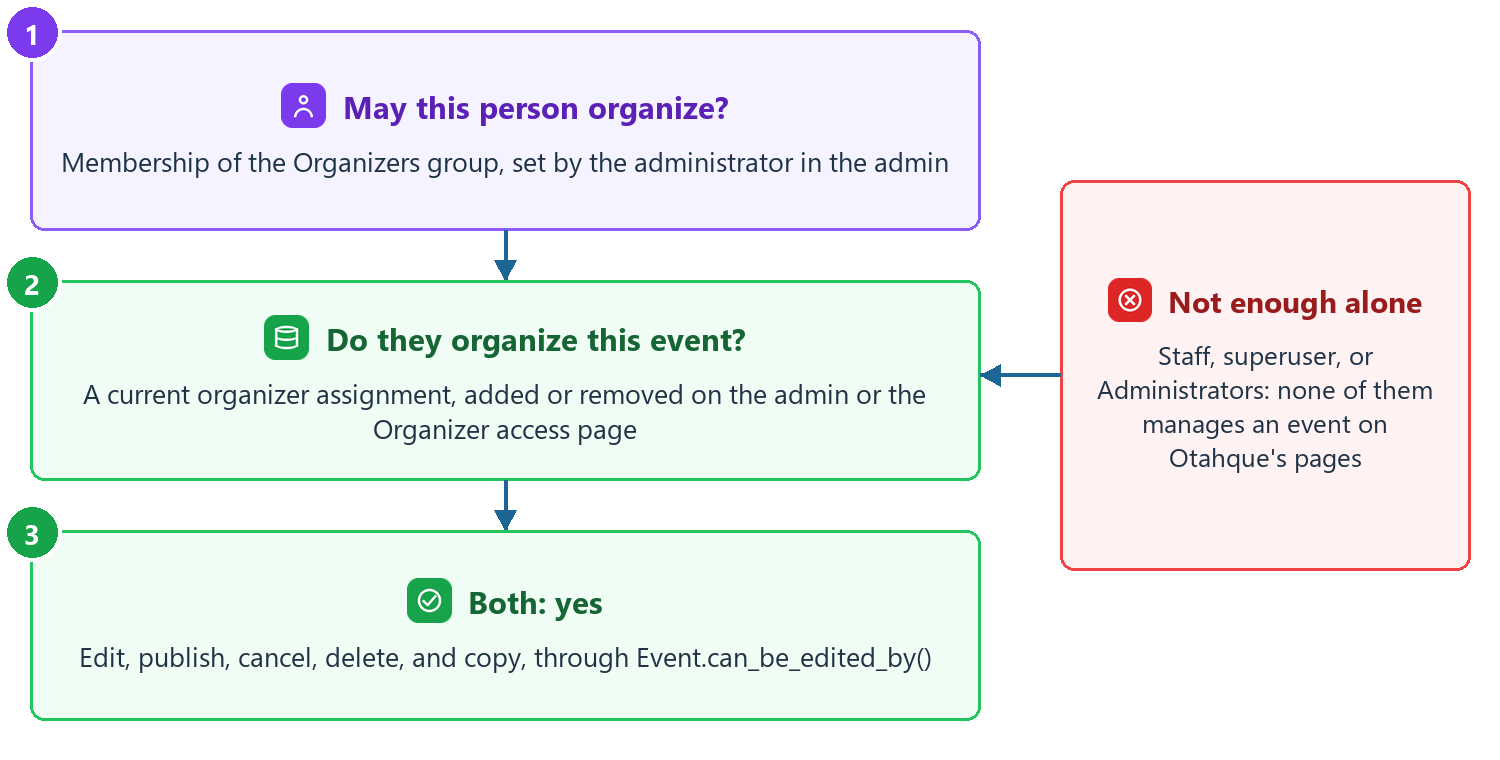 1
May this person organize?
Membership of the Organizers group, set by the administrator in the admin
2
Do they organize this event?
A current organizer assignment, added or removed on the admin or the
Organizer access page
Not enough alone
Staff, superuser, or
Administrators: none of them
manages an event on
Otahque's pages
3
Both: yes
Edit, publish, cancel, delete, and copy, through Event.can_be_edited_by()